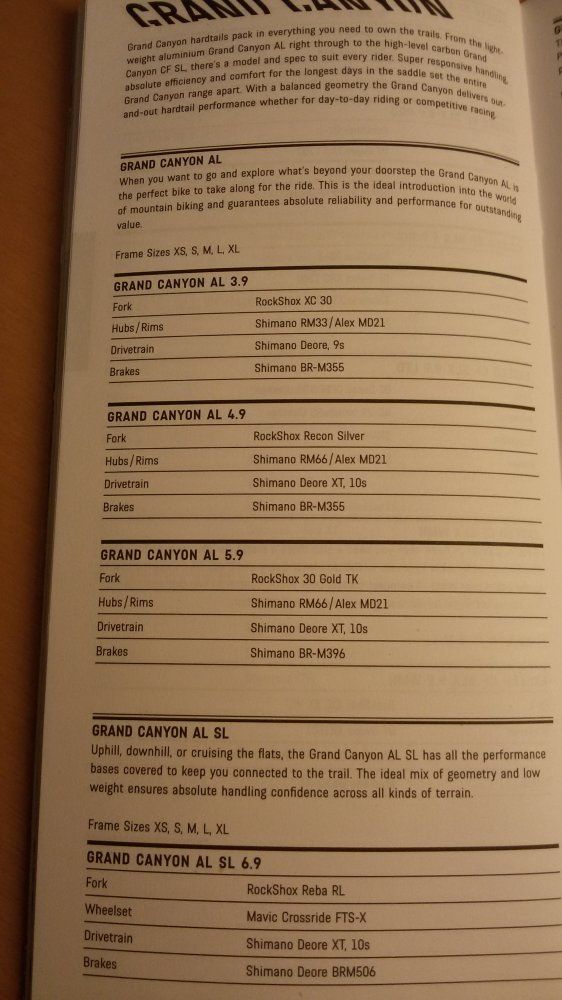 GRAND CANYON
Grand Canyon hardtails pack in everything you need to own the trails. From the light-
weight aluminium Grand Canyon AL right through to the high-level carbon Grand
Canyon CF SL, there's a model and spec to suit every rider. Super responsive handling,
absolute efficiency and comfort for the longest days in the saddle set the entire
Grand Canyon range apart. With a balanced geometry the Grand Canyon delivers out-
and-out hardtail performance whether for day-to-day riding or competitive racing.
GRAND CANYON AL
When you want to go and explore what's beyond your doorstep the Grand Canyon AL is
the perfect bike to take along for the ride. This is the ideal introduction into the world
of mountain biking and guarantees absolute reliability and performance for outstanding
value.
Frame Sizes XS, S, M, L, XL
GRAND CANYON AL 3.9
Fork RockShox XC 30
Hubs/Rims Shimano RM33/Alex MD21
Drivetrain Shimano Deore, 9s
Brakes Shimano BR-M355
GRAND CANYON AL 4.9
Fork RockShox Recon Silver
Hubs/Rims Shimano RM66/Alex MD21
Drivetrain Shimano Deore XT, 10s
Brakes Shimano BR-M355
GRAND CANYON AL 5.9
Fork RockShox 30 Gold TK
Hubs/Rims Shimano RM66/Alex MD21
Drivetrain Shimano Deore XT, 10s
Brakes Shimano BR-M396
GRAND CANYON AL SL
Uphill, downhill, or cruising the flats, the Grand Canyon AL SL has all the performance
bases covered to keep you connected to the trail. The ideal mix of geometry and low
weight ensures absolute handling confidence across all kinds of terrain.
Frame Sizes XS, S, M, L, XL
GRAND CANYON AL SL 6.9
Fork RockShox Reba RL
Wheelset Mavic Crossride FTS-X
Drivetrain Shimano Deore XT, 10s
Brakes Shimano Deore BRM506